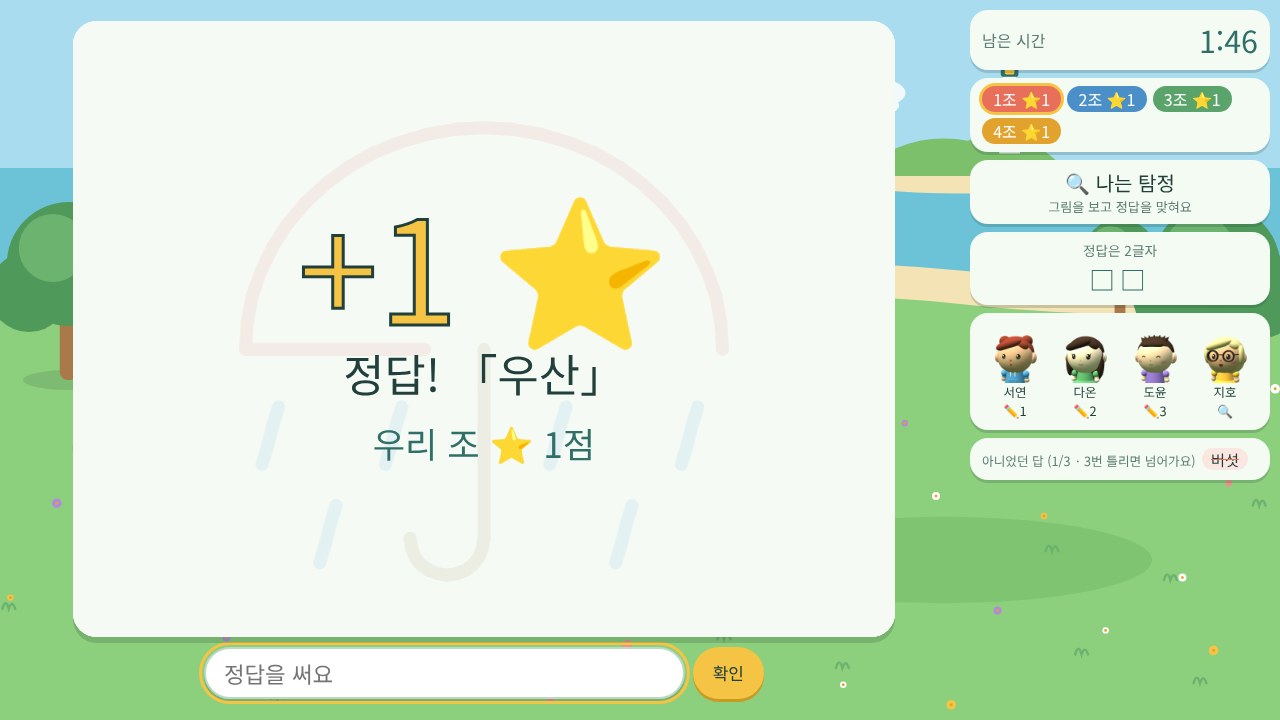 +1 ⭐
정답! 「우산」
우리 조 ⭐ 1점
정답을 써요
확인
남은 시간 1:46
1조 ⭐1 2조 ⭐1 3조 ⭐1
4조 ⭐1
🔍 나는 탐정
그림을 보고 정답을 맞혀요
정답은 2글자
□ □
서연 다온 도윤 지호
✏️1 ✏️2 ✏️3 🔍
아니었던 답 (1/3 · 3번 틀리면 넘어가요) 버섯